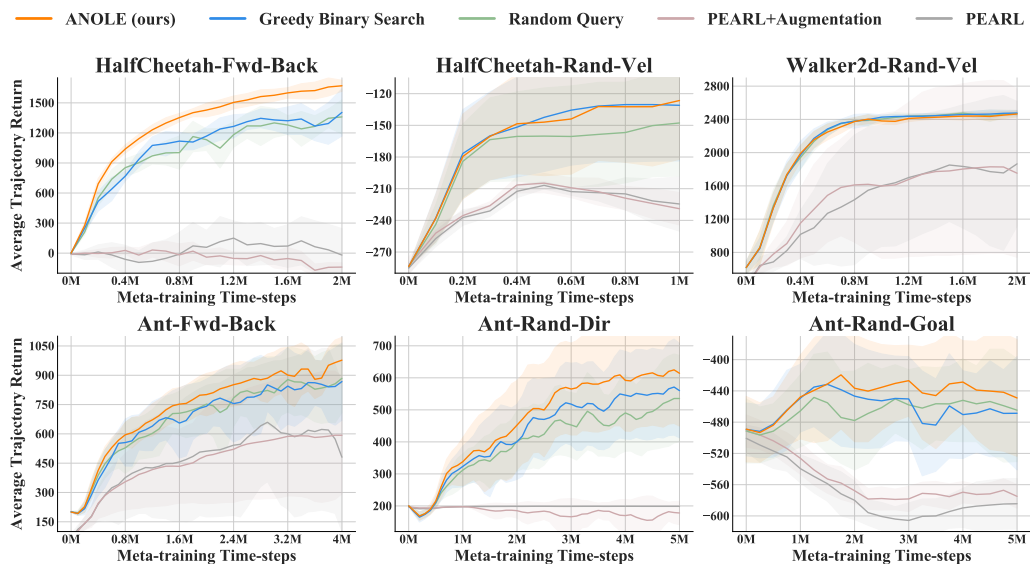 ANOLE (ours) Greedy Binary Search Random Query PEARL+Augmentation PEARL
HalfCheetah-Fwd-Back HalfCheetah-Rand-Vel Walker2d-Rand-Vel
Average Trajectory Return
1500
1200
900
600
300
0
0M 0.4M 0.8M 1.2M 1.6M 2M
Meta-training Time-steps
−120
−150
−180
−210
−240
−270
0M 0.2M 0.4M 0.6M 0.8M 1M
Meta-training Time-steps
2800
2400
2000
1600
1200
800
0M 0.4M 0.8M 1.2M 1.6M 2M
Meta-training Time-steps
Ant-Fwd-Back Ant-Rand-Dir Ant-Rand-Goal
Average Trajectory Return
1050
900
750
600
450
300
150
0M 0.8M 1.6M 2.4M 3.2M 4M
Meta-training Time-steps
700
600
500
400
300
200
0M 1M 2M 3M 4M 5M
Meta-training Time-steps
−400
−440
−480
−520
−560
−600
0M 1M 2M 3M 4M 5M
Meta-training Time-steps